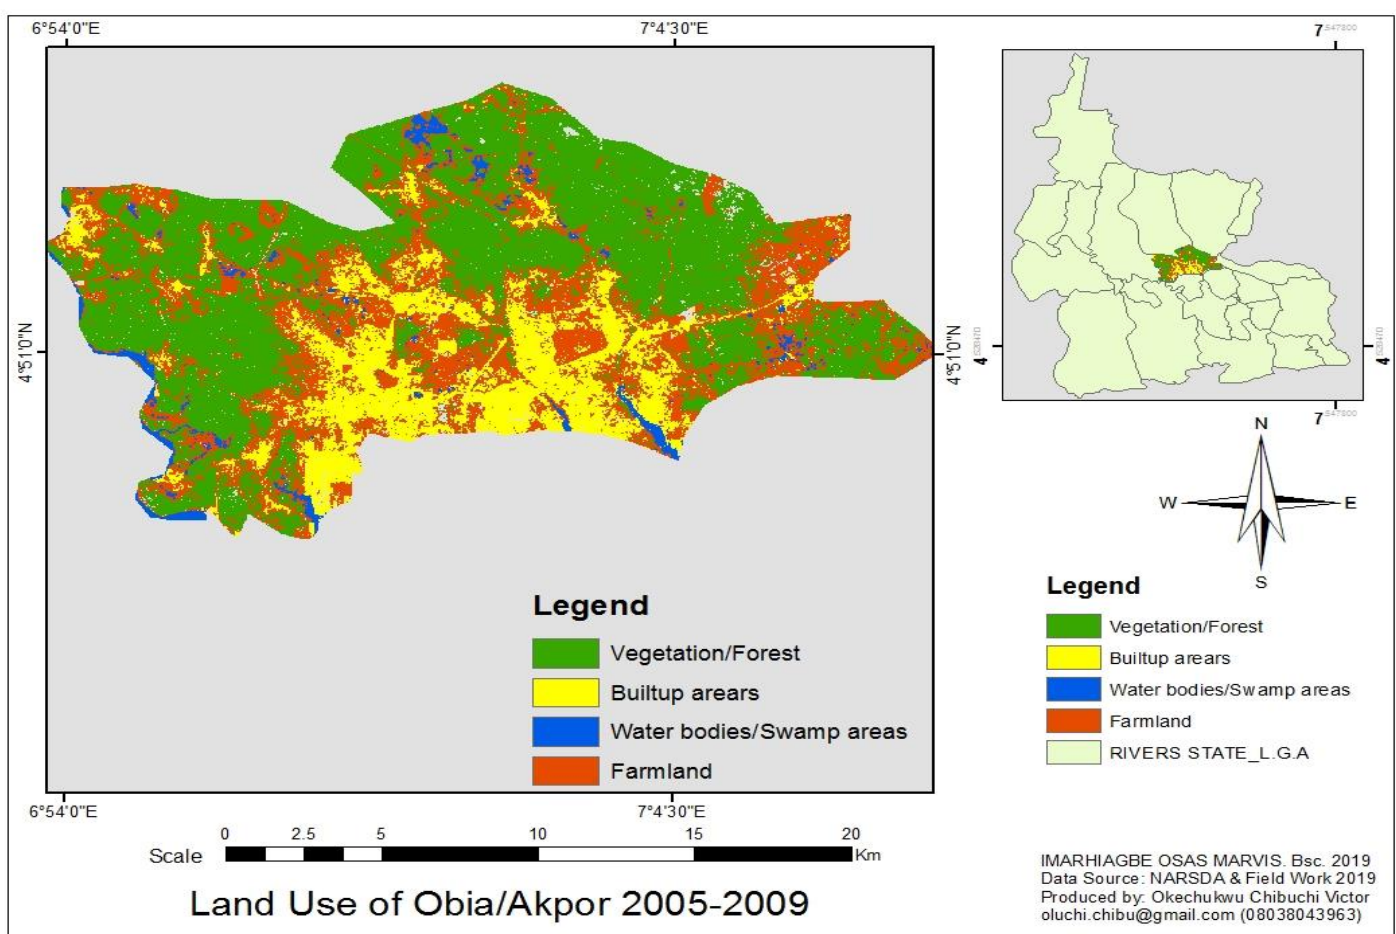 6°54'0"E
7°4'30"E
4°51'0"N
4°51'0"N
Legend
Vegetation/Forest
Builtup arears
Water bodies/Swamp areas
Farmland
6°54'0"E
7°4'30"E
Scale
0 2.5 5 10 15 20
Km
Land Use of Obia/Akpor 2005-2009
7
4
4
7
N
W E
S
Legend
Vegetation/Forest
Builtup arears
Water bodies/Swamp areas
Farmland
RIVERS STATE_L.G.A
IMARHIAGBE OSAS MARVIS. Bsc. 2019
Data Source: NARSDA & Field Work 2019
Produced by: Okechukwu Chibuchi Victor
oluchi.chibu@gmail.com (08038043963)